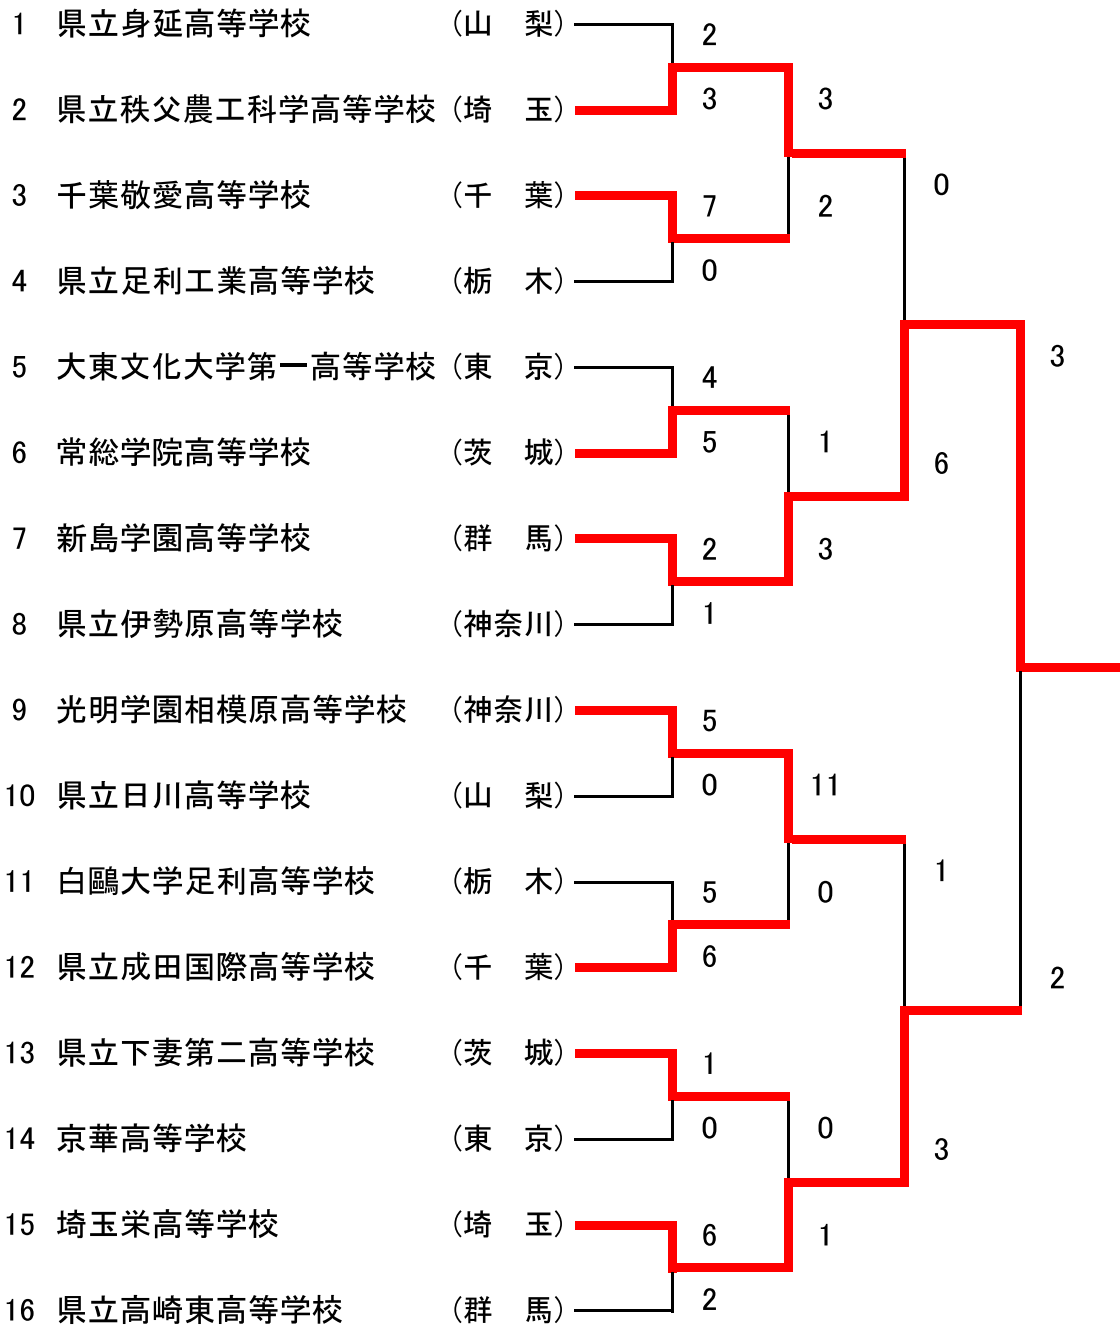 1 県立身延高等学校 (山 梨) 2
2 県立秩父農工科学高等学校 (埼 玉) 3 3
0
3 千葉敬愛高等学校 (千 葉) 7 2
4 県立足利工業高等学校 (栃 木) 0
5 大東文化大学第一高等学校 (東 京) 4 3
6 常総学院高等学校 (茨 城) 5 1 6
7 新島学園高等学校 (群 馬) 2 3
8 県立伊勢原高等学校 (神奈川) 1
9 光明学園相模原高等学校 (神奈川) 5
10 県立日川高等学校 (山 梨) 0 11
11 白鷗大学足利高等学校 (栃 木) 5 0 1
12 県立成田国際高等学校 (千 葉) 6 2
13 県立下妻第二高等学校 (茨 城) 1
14 京華高等学校 (東 京) 0 0 3
15 埼玉栄高等学校 (埼 玉) 6 1
16 県立高崎東高等学校 (群 馬) 2